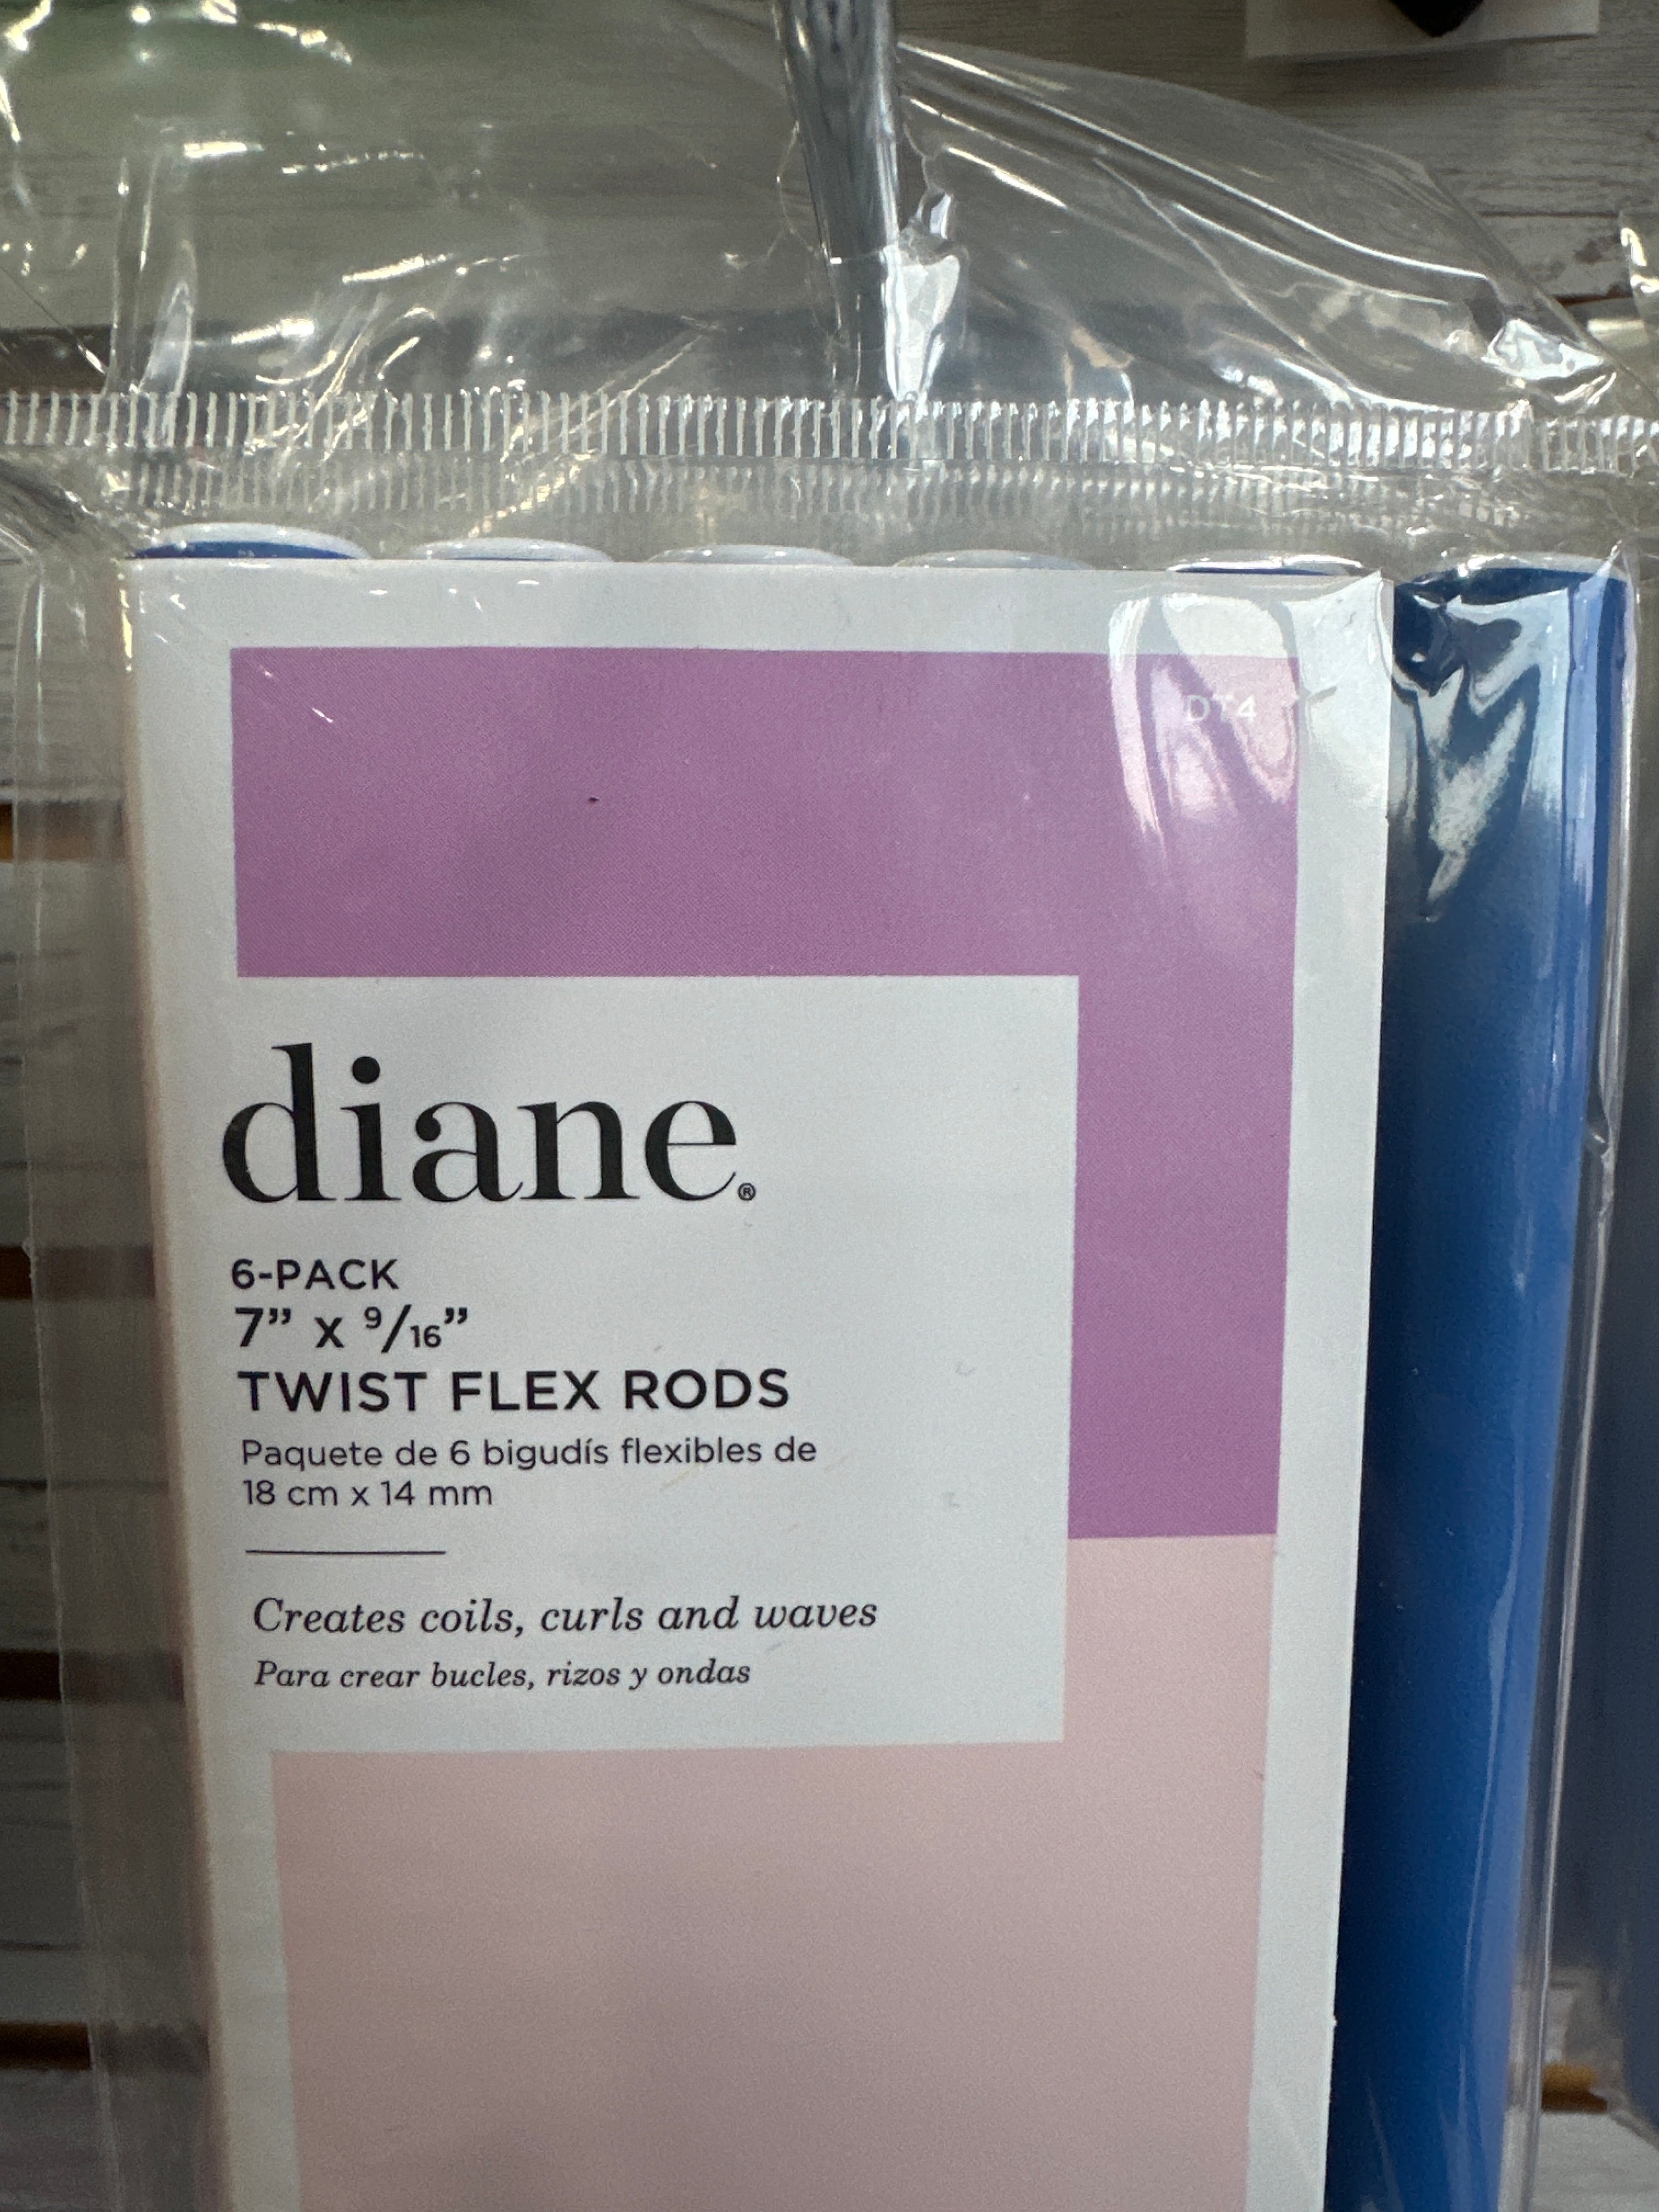 DT4
diane®
6-PACK
7” x 9/16”
TWIST FLEX RODS
Paquete de 6 bigudís flexibles de
18 cm x 14 mm
Creates coils, curls and waves
Para crear bucles, rizos y ondas